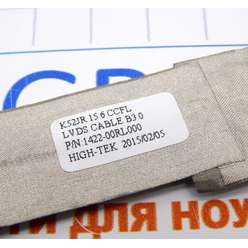 K52JR 15.6 CCFL
LVDS CABLE B3.0
P/N:1422-00RL000
HIGH-TEK 2015/02/05
ДЛЯ НОУ